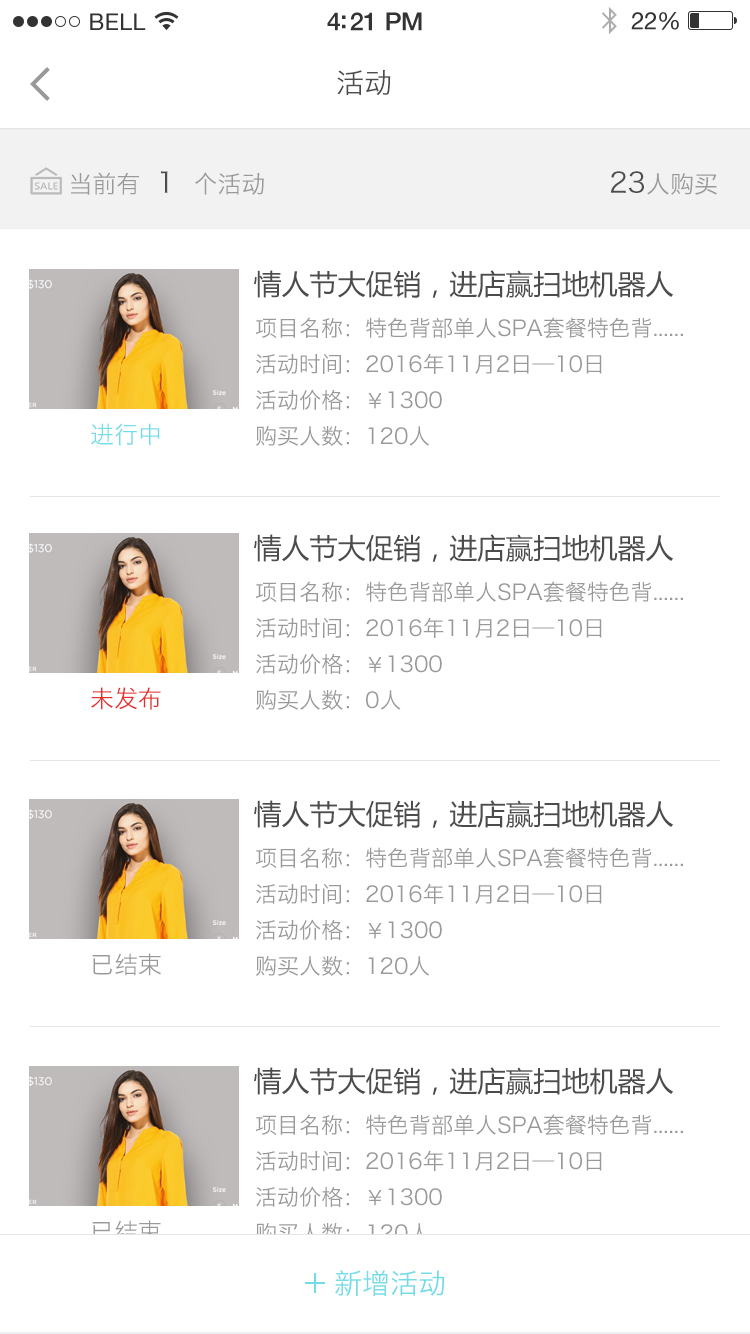 BELL 4:21 PM 22%
活动
SALE 当前有 1 个活动 23人购买
$130
Size
情人节大促销，进店赢扫地机器人
项目名称：特色背部单人SPA套餐特色背......
活动时间：2016年11月2日—10日
活动价格：￥1300
购买人数：120人
进行中
$130
Size
情人节大促销，进店赢扫地机器人
项目名称：特色背部单人SPA套餐特色背......
活动时间：2016年11月2日—10日
活动价格：￥1300
购买人数：0人
未发布
$130
Size
情人节大促销，进店赢扫地机器人
项目名称：特色背部单人SPA套餐特色背......
活动时间：2016年11月2日—10日
活动价格：￥1300
购买人数：120人
已结束
$130
Size
情人节大促销，进店赢扫地机器人
项目名称：特色背部单人SPA套餐特色背......
活动时间：2016年11月2日—10日
活动价格：￥1300
购买人数：120人
已结束
+ 新增活动